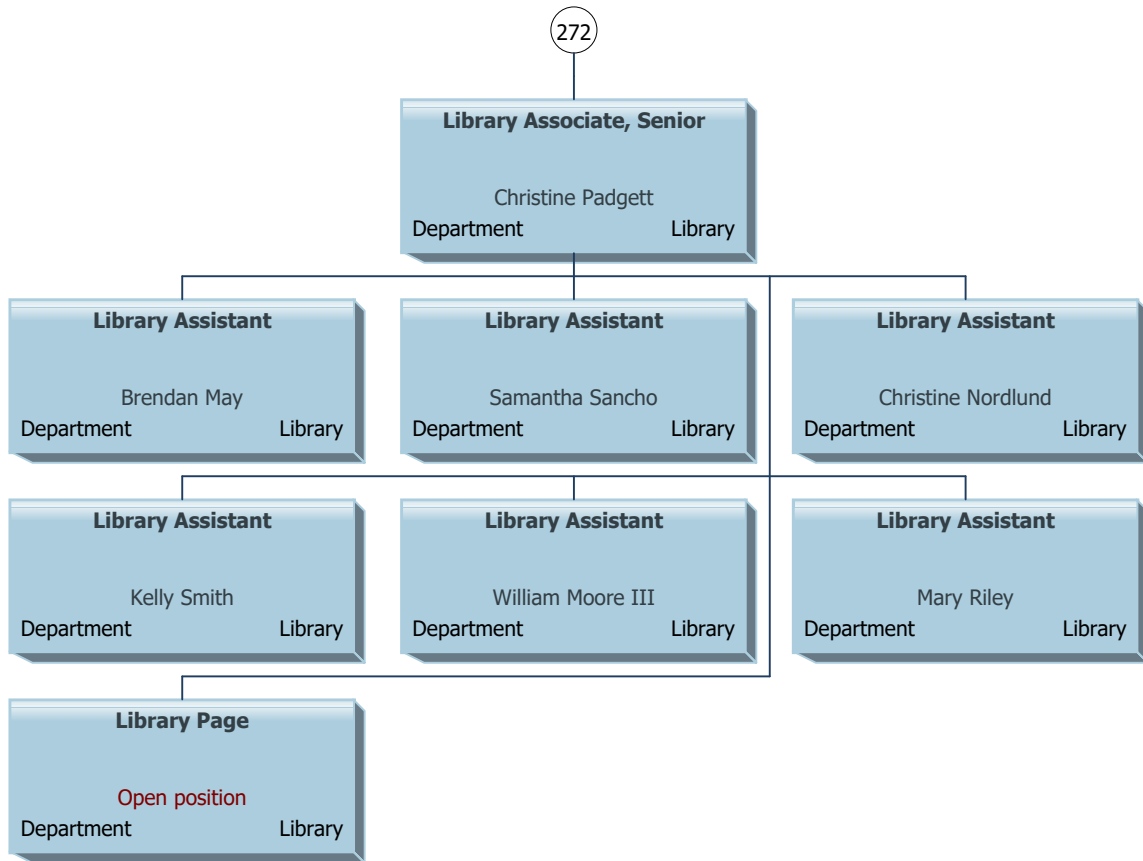 272
Library Associate, Senior
Christine Padgett
Department Library
Library Assistant Library Assistant Library Assistant
Brendan May Samantha Sancho Christine Nordlund
Department Library Department Library Department Library
Library Assistant Library Assistant Library Assistant
Kelly Smith William Moore III Mary Riley
Department Library Department Library Department Library
Library Page
Open position
Department Library